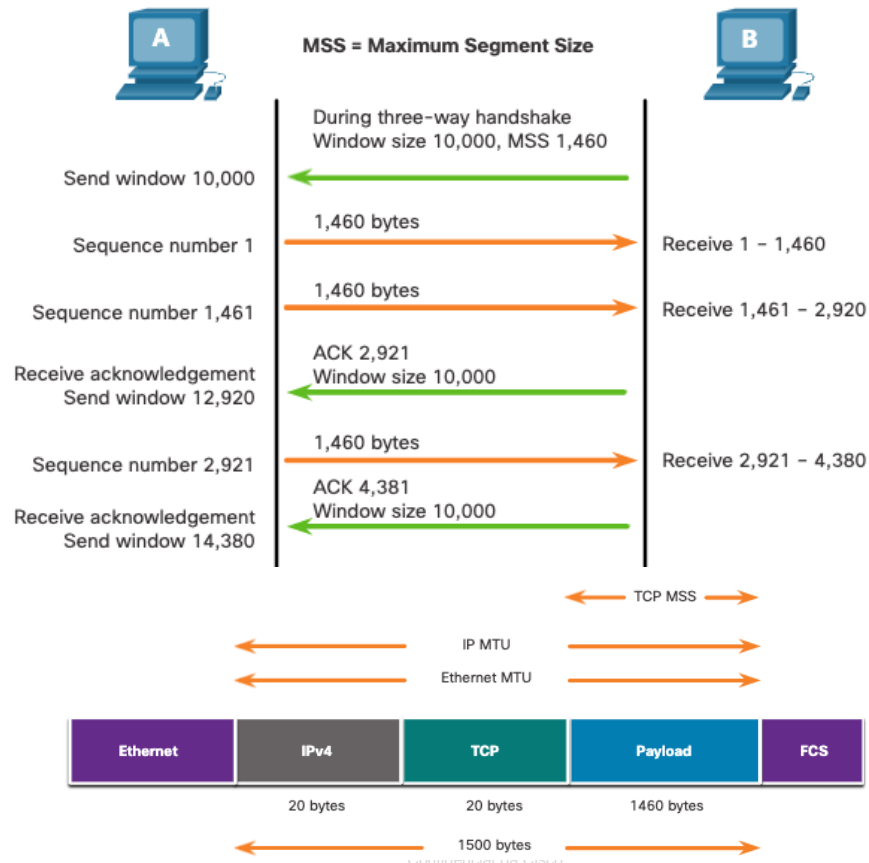 A
MSS = Maximum Segment Size
B
During three-way handshake
Window size 10,000, MSS 1,460
Send window 10,000
1,460 bytes
Sequence number 1
Receive 1 - 1,460
1,460 bytes
Sequence number 1,461
Receive 1,461 - 2,920
ACK 2,921
Window size 10,000
Receive acknowledgement
Send window 12,920
1,460 bytes
Sequence number 2,921
Receive 2,921 - 4,380
ACK 4,381
Window size 10,000
Receive acknowledgement
Send window 14,380
TCP MSS
IP MTU
Ethernet MTU
Ethernet
IPv4
TCP
Payload
FCS
20 bytes
20 bytes
1460 bytes
1500 bytes